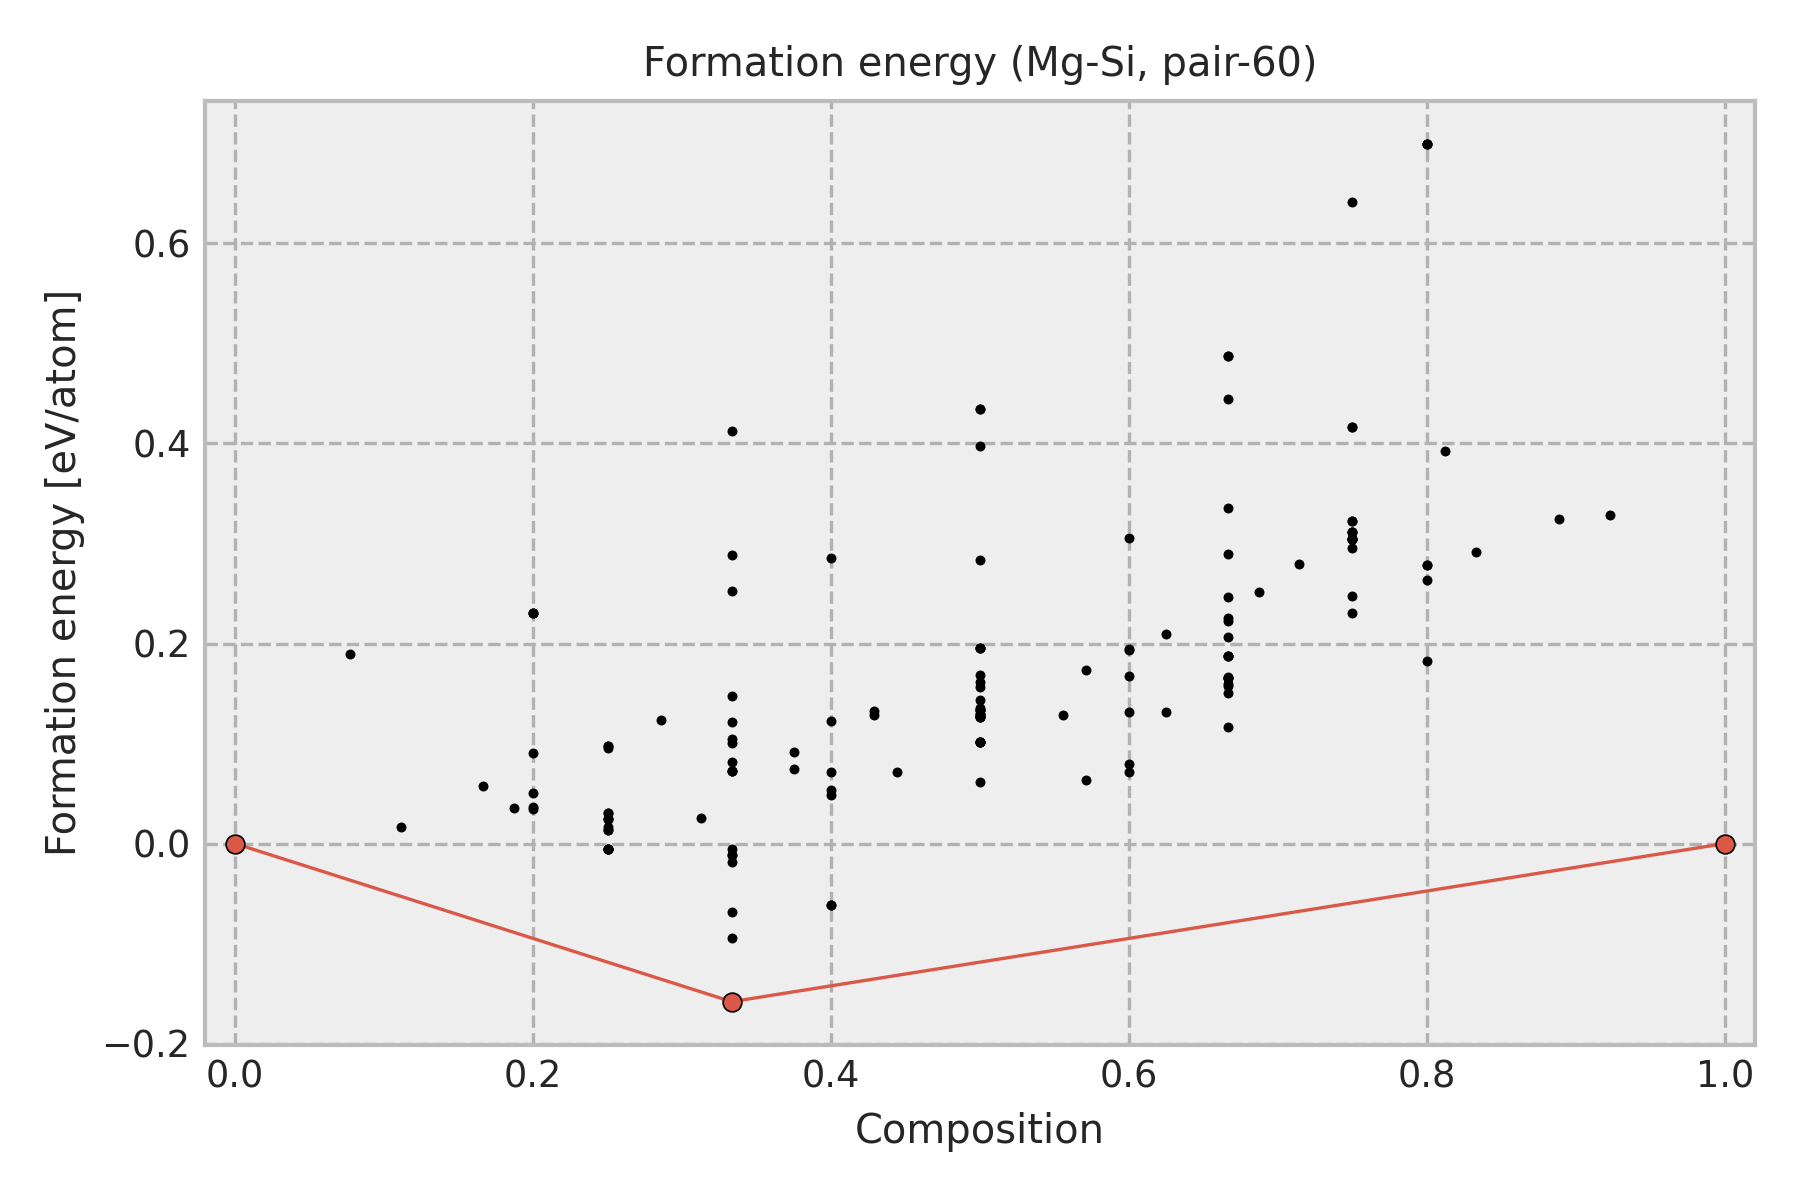 Formation energy (Mg-Si, pair-60)
Formation energy [eV/atom]
0.6
0.4
0.2
0.0
−0.2
0.0 0.2 0.4 0.6 0.8 1.0
Composition